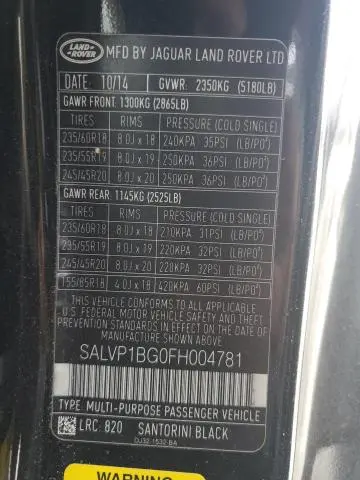 LAND ROVER
MFD BY JAGUAR LAND ROVER LTD
DATE 10/14 GVWR: 2350KG (5180LB)
GAWR FRONT: 1300KG (2865LB)
TIRES RIMS PRESSURE (COLD SINGLE)
235/60R18 8.0J x 18 240KPA 35PSI (LB/PO²)
235/55R19 8.0J x 19 250KPA 36PSI (LB/PO²)
245/45R20 8.0J x 20 250KPA 36PSI (LB/PO²)
GAWR REAR: 1145KG (2525LB)
TIRES RIMS PRESSURE (COLD SINGLE)
235/60R18 8.0J x 18 210KPA 31PSI (LB/PO²)
235/55R19 8.0J x 19 220KPA 32PSI (LB/PO²)
245/45R20 8.0J x 20 220KPA 32PSI (LB/PO²)
155/85R18 4.0J x 18 420KPA 60PSI (LB/PO²)
THIS VEHICLE CONFORMS TO ALL APPLICABLE
U.S. FEDERAL MOTOR VEHICLE SAFETY AND THEFT
PREVENTION STANDARDS IN EFFECT ON THE DATE OF
MANUFACTURE SHOWN ABOVE.
SALVP1BG0FH004781
TYPE: MULTI-PURPOSE PASSENGER VEHICLE
LRC: 820 SANTORINI BLACK
DJ32 1532 BA
WARNING